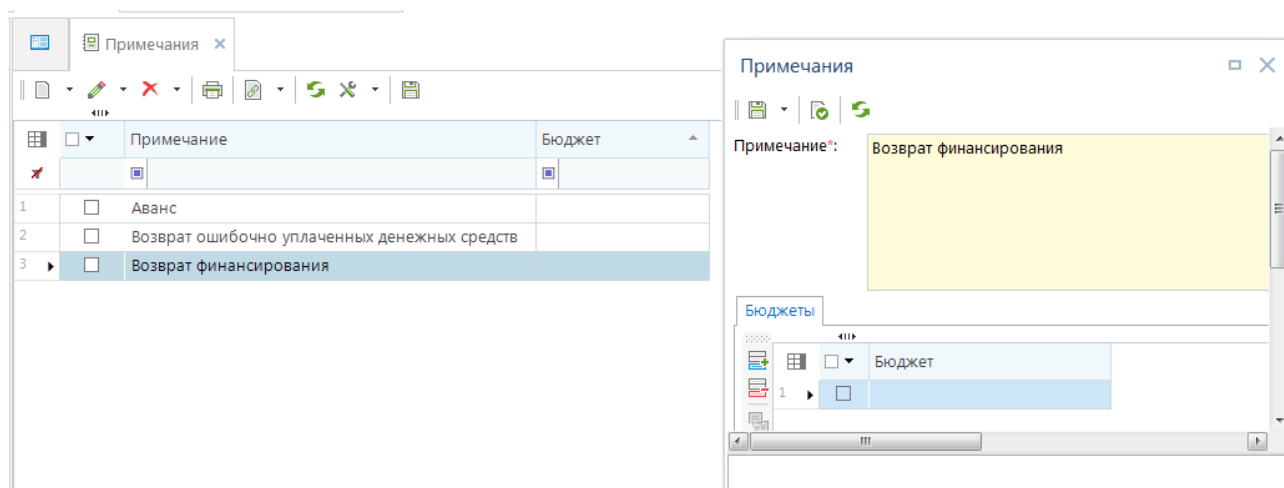 Примечания
Примечание Бюджет
1 Аванс
2 Возврат ошибочно уплаченных денежных средств
3 Возврат финансирования
Примечания
Примечание*: Возврат финансирования
Бюджеты
Бюджет
1